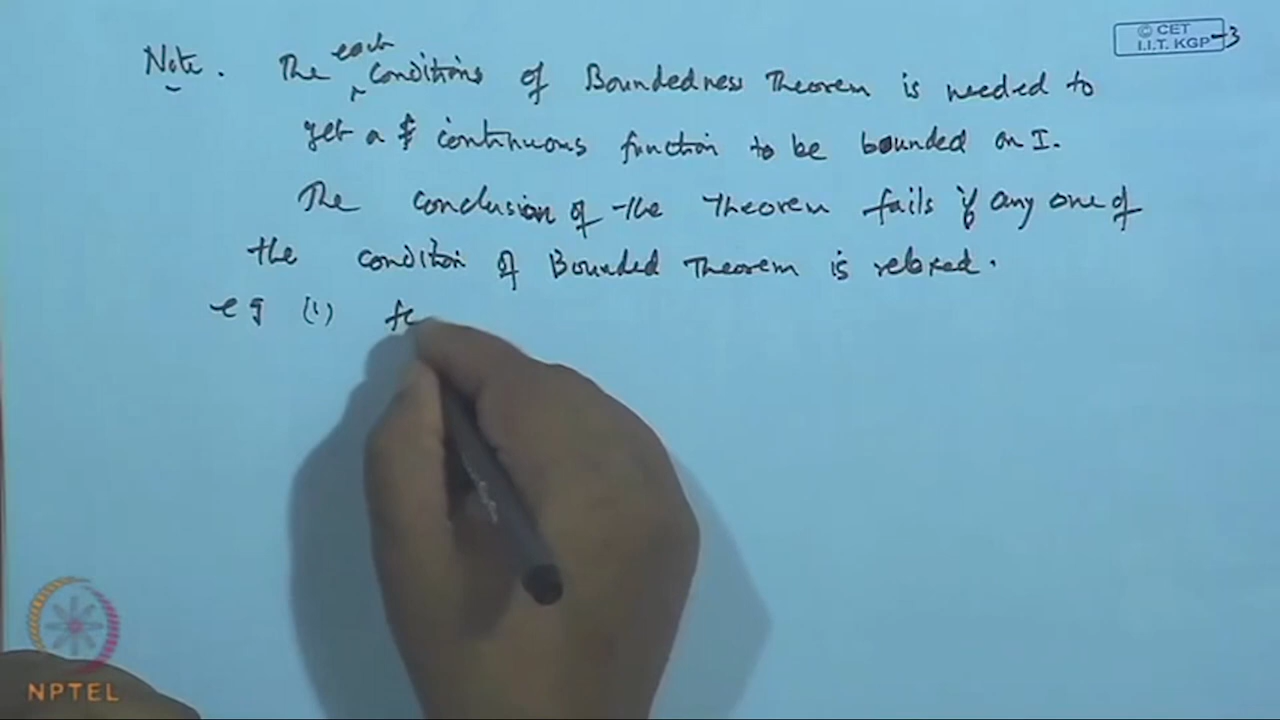 © CET
I.I.T. KGP -3
Note. The each conditions of Boundedness Theorem is needed to
get a continuous function to be bounded on I.
The conclusion of the Theorem fails if any one of
the condition of Bounded Theorem is relaxed.
eg (1) f(
NPTEL